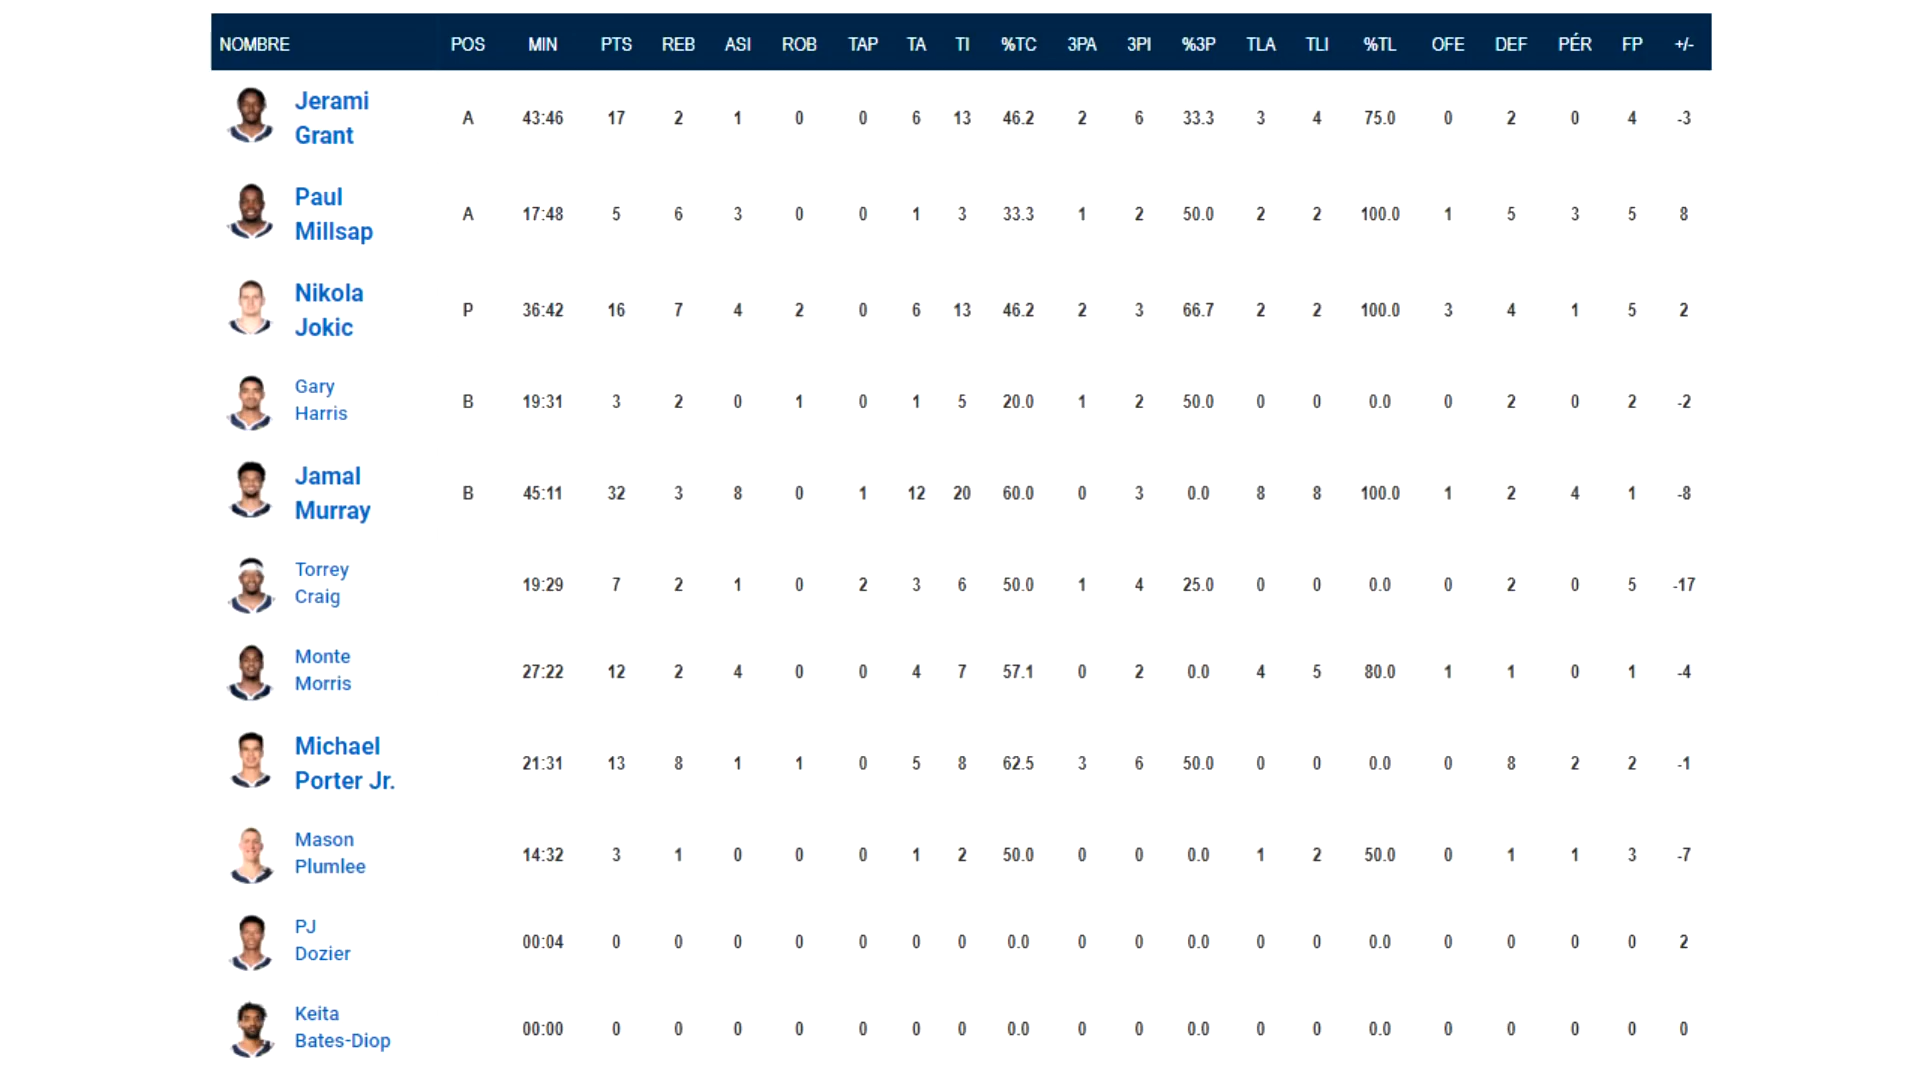 NOMBRE POS MIN PTS REB ASI ROB TAP TA TI %TC 3PA 3PI %3P TLA TLI %TL OFE DEF PÉR FP +/-
Jerami
Grant
A 43:46 17 2 1 0 0 6 13 46.2 2 6 33.3 3 4 75.0 0 2 0 4 -3
Paul
Millsap
A 17:48 5 6 3 0 0 1 3 33.3 1 2 50.0 2 2 100.0 1 5 3 5 8
Nikola
Jokic
P 36:42 16 7 4 2 0 6 13 46.2 2 3 66.7 2 2 100.0 3 4 1 5 2
Gary
Harris
B 19:31 3 2 0 1 0 1 5 20.0 1 2 50.0 0 0 0.0 0 2 0 2 -2
Jamal
Murray
B 45:11 32 3 8 0 1 12 20 60.0 0 3 0.0 8 8 100.0 1 2 4 1 -8
Torrey
Craig
19:29 7 2 1 0 2 3 6 50.0 1 4 25.0 0 0 0.0 0 2 0 5 -17
Monte
Morris
27:22 12 2 4 0 0 4 7 57.1 0 2 0.0 4 5 80.0 1 1 0 1 -4
Michael
Porter Jr.
21:31 13 8 1 1 0 5 8 62.5 3 6 50.0 0 0 0.0 0 8 2 2 -1
Mason
Plumlee
14:32 3 1 0 0 0 1 2 50.0 0 0 0.0 1 2 50.0 0 1 1 3 -7
PJ
Dozier
00:04 0 0 0 0 0 0 0 0.0 0 0 0.0 0 0 0.0 0 0 0 0 2
Keita
Bates-Diop
00:00 0 0 0 0 0 0 0 0.0 0 0 0.0 0 0 0.0 0 0 0 0 0